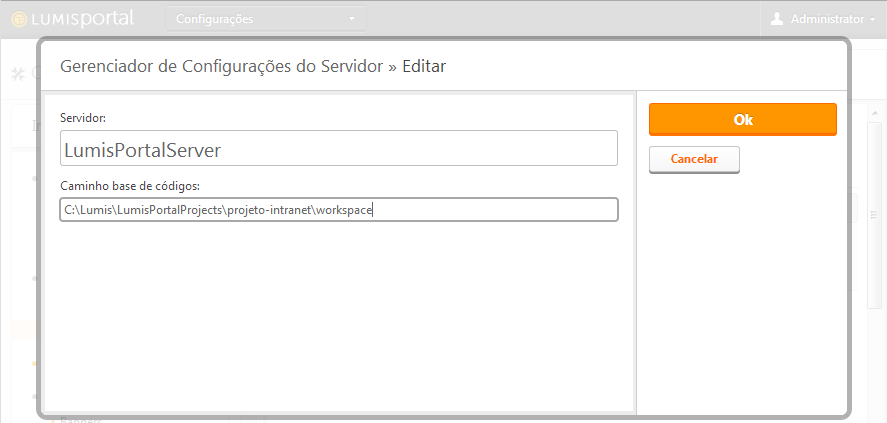 LUMISportal
Configurações
Administrator
Gerenciador de Configurações do Servidor » Editar
Servidor:
LumisPortalServer
Caminho base de códigos:
C:\Lumis\LumisPortalProjects\projeto-intranet\workspace
Ok
Cancelar